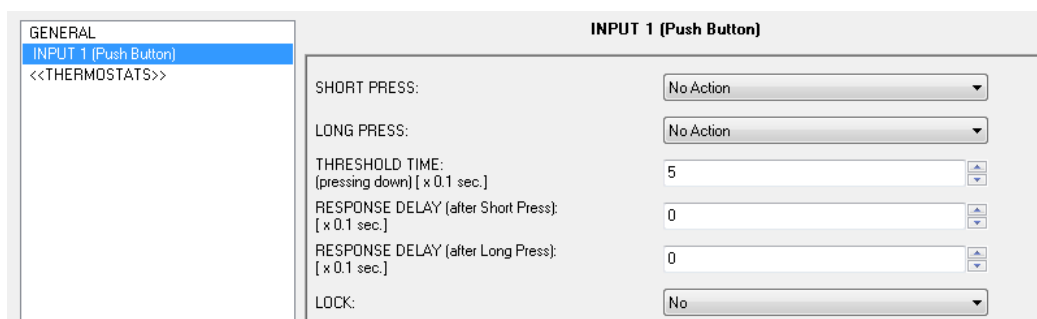 GENERAL
INPUT 1 (Push Button)
<<THERMOSTATS>>
INPUT 1 (Push Button)
SHORT PRESS: No Action
LONG PRESS: No Action
THRESHOLD TIME:
(pressing down) [ x 0.1 sec.] 5
RESPONSE DELAY (after Short Press):
[ x 0.1 sec.] 0
RESPONSE DELAY (after Long Press):
[ x 0.1 sec.] 0
LOCK: No